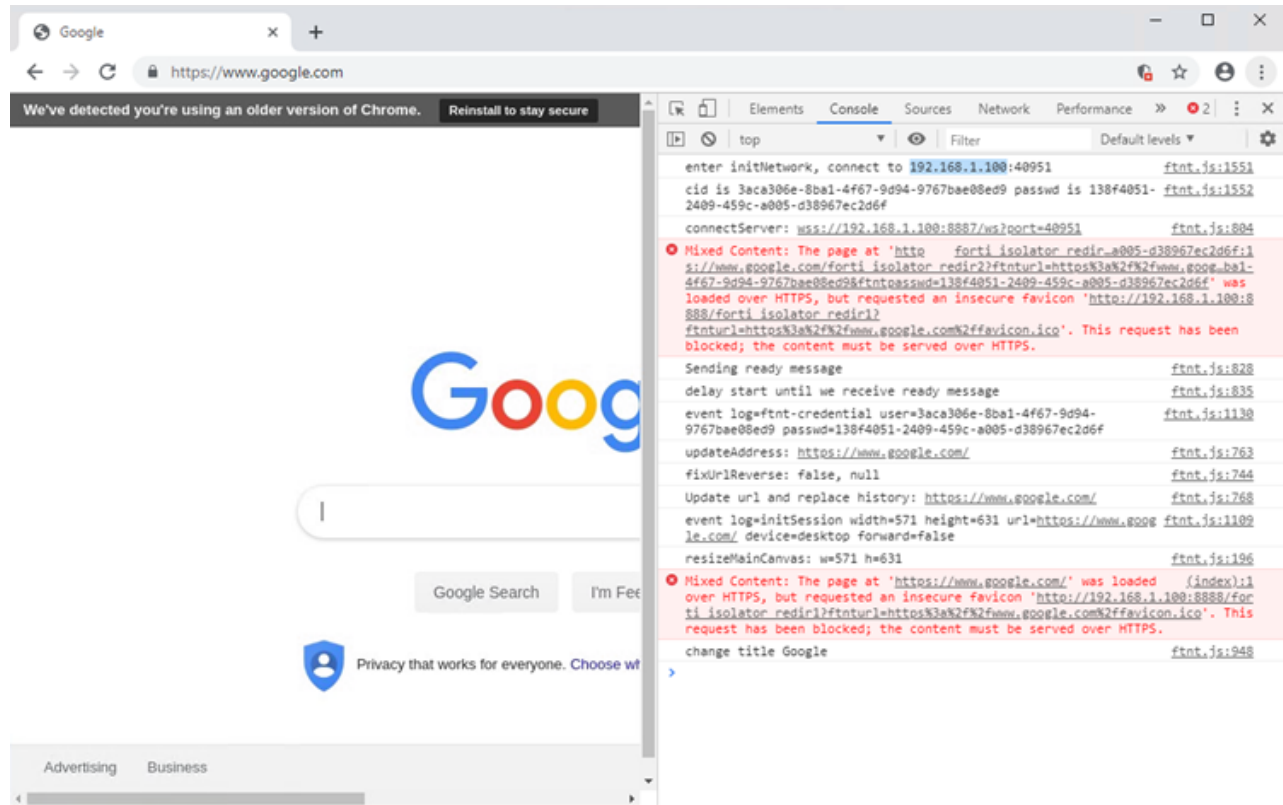 Google
https://www.google.com
We've detected you're using an older version of Chrome. Reinstall to stay secure
Goog
Google Search I'm Fee
Privacy that works for everyone. Choose wh
Advertising Business
Elements Console Sources Network Performance » 2
top Filter Default levels
enter initNetwork, connect to 192.168.1.100:40951 ftnt.js:1551
cid is 3aca306e-8ba1-4f67-9d94-9767bae08ed9 passwd is 138f4051- ftnt.js:1552
2409-459c-a005-d38967ec2d6f
connectServer: wss://192.168.1.100:8887/ws?port=40951 ftnt.js:804
Mixed Content: The page at 'http forti_isolator_redir…a005-d38967ec2d6f:1
s://www.google.com/forti_isolator_redir2?ftnturl=https%3a%2f%2fwww.goog…ba1-
4f67-9d94-9767bae08ed9&ftntpasswd=138f4051-2409-459c-a005-d38967ec2d6f' was
loaded over HTTPS, but requested an insecure favicon 'http://192.168.1.100:8
888/forti_isolator_redir1?
ftnturl=https%3a%2f%2fwww.google.com%2ffavicon.ico'. This request has been
blocked; the content must be served over HTTPS.
Sending ready message ftnt.js:828
delay start until we receive ready message ftnt.js:835
event log=ftnt-credential user=3aca306e-8ba1-4f67-9d94- ftnt.js:1130
9767bae08ed9 passwd=138f4051-2409-459c-a005-d38967ec2d6f
updateAddress: https://www.google.com/ ftnt.js:763
fixUrlReverse: false, null ftnt.js:744
Update url and replace history: https://www.google.com/ ftnt.js:768
event log=initSession width=571 height=631 url=https://www.goog ftnt.js:1109
le.com/ device=desktop forward=false
resizeMainCanvas: w=571 h=631 ftnt.js:196
Mixed Content: The page at 'https://www.google.com/' was loaded (index):1
over HTTPS, but requested an insecure favicon 'http://192.168.1.100:8888/for
ti_isolator_redir1?ftnturl=https%3a%2f%2fwww.google.com%2ffavicon.ico'. This
request has been blocked; the content must be served over HTTPS.
change title Google ftnt.js:948